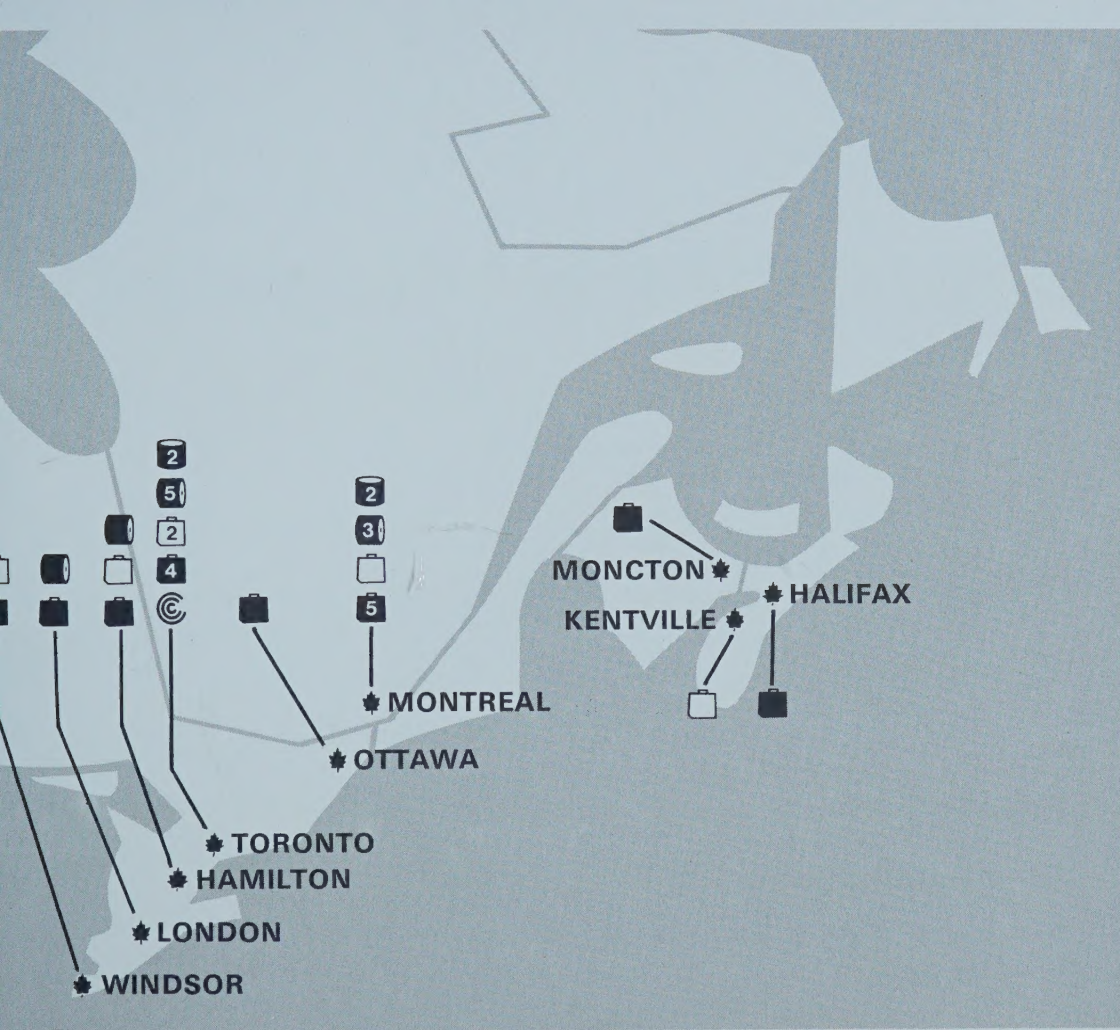 2
5
2
4
2
3
5
MONCTON
HALIFAX
KENTVILLE
MONTREAL
OTTAWA
TORONTO
HAMILTON
LONDON
WINDSOR